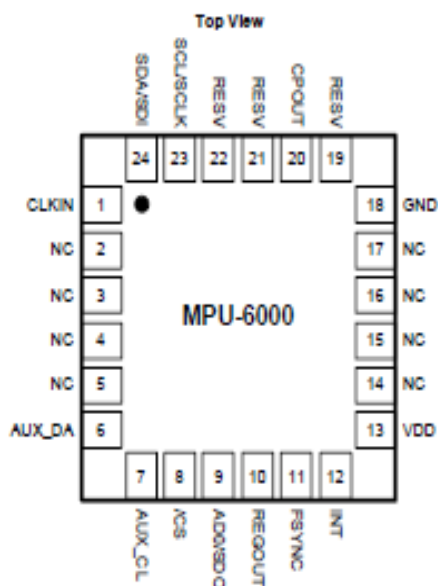 Top View
SDA/SDI
SCL/SCLK
RESV
RESV
CPOUT
RESV
24 23 22 21 20 19
CLKIN 1 18 GND
NC 2 17 NC
NC 3 16 NC
MPU-6000
NC 4 15 NC
NC 5 14 NC
AUX_DA 6 13 VDD
7 8 9 10 11 12
AUX_CL
/CS
AD0/SDO
REGOUT
FSYNC
INT